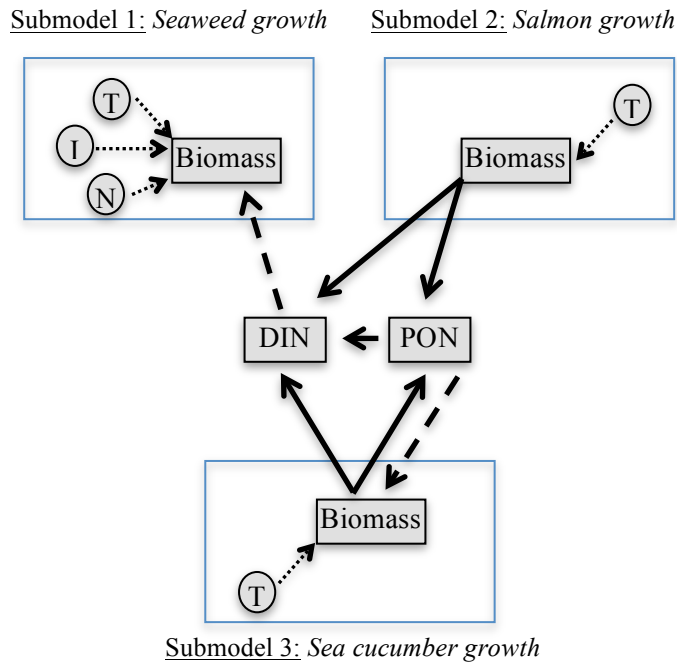 Submodel 1: Seaweed growth
Submodel 2: Salmon growth
T
I
N
Biomass
T
Biomass
DIN
PON
Biomass
T
Submodel 3: Sea cucumber growth